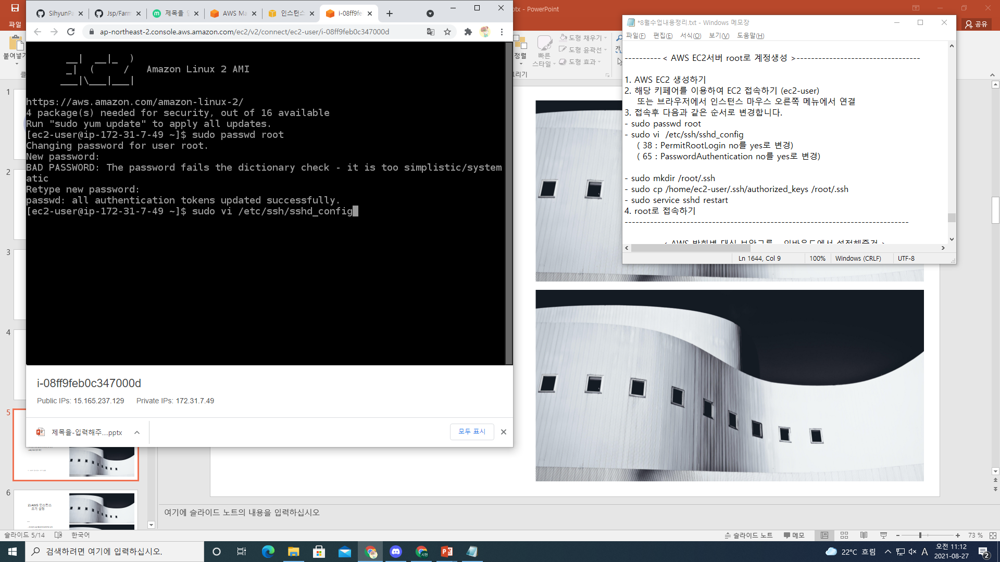 SihyunPa
Jsp/Farm
제목을
AWS Ma
인스턴스
i-08ff9fe
ap-northeast-2.console.aws.amazon.com/ec2/v2/connect/ec2-user/i-08ff9feb0c347000d
__|  __|_  )
_|  (     /   Amazon Linux 2 AMI
___|\___|___|
https://aws.amazon.com/amazon-linux-2/
4 package(s) needed for security, out of 16 available
Run "sudo yum update" to apply all updates.
[ec2-user@ip-172-31-7-49 ~]$ sudo passwd root
Changing password for user root.
New password:
BAD PASSWORD: The password fails the dictionary check - it is too simplistic/system
atic
Retype new password:
passwd: all authentication tokens updated successfully.
[ec2-user@ip-172-31-7-49 ~]$ sudo vi /etc/ssh/sshd_config
i-08ff9feb0c347000d
Public IPs: 15.165.237.129 Private IPs: 172.31.7.49
제목을-입력해주....pptx
모두 표시
ptx - PowerPoint
파일
공유
붙여넣기
정렬
빠른
스타일
도형 채우기
도형 윤곽선
도형 효과
그리기
*8월수업내용정리.txt - Windows 메모장
파일(F) 편집(E) 서식(O) 보기(V) 도움말(H)
----------< AWS EC2서버 root로 계정생성 >----------------------------------
1. AWS EC2 생성하기
2. 해당 키페어를 이용하여 EC2 접속하기 (ec2-user)
또는 브라우저에서 인스턴스 마우스 오른쪽 메뉴에서 연결
3. 접속후 다음과 같은 순서로 변경합니다.
- sudo passwd root
- sudo vi  /etc/ssh/sshd_config
( 38 : PermitRootLogin no를 yes로 변경)
( 65 : PasswordAuthentication no를 yes로 변경)
- sudo mkdir /root/.ssh
- sudo cp /home/ec2-user/.ssh/authorized_keys /root/.ssh
- sudo service sshd restart
4. root로 접속하기
------------------------------------------------------------------------------
Ln 1644, Col 9
100%
Windows (CRLF)
UTF-8
1
2
3
4
5
6
2) AWS 인스턴스
초기 설정
여기에 슬라이드 노트의 내용을 입력하십시오
슬라이드 5/14
한국어
슬라이드 노트
메모
73 %
검색하려면 여기에 입력하십시오.
22°C 흐림
A
오전 11:12
2021-08-27
2